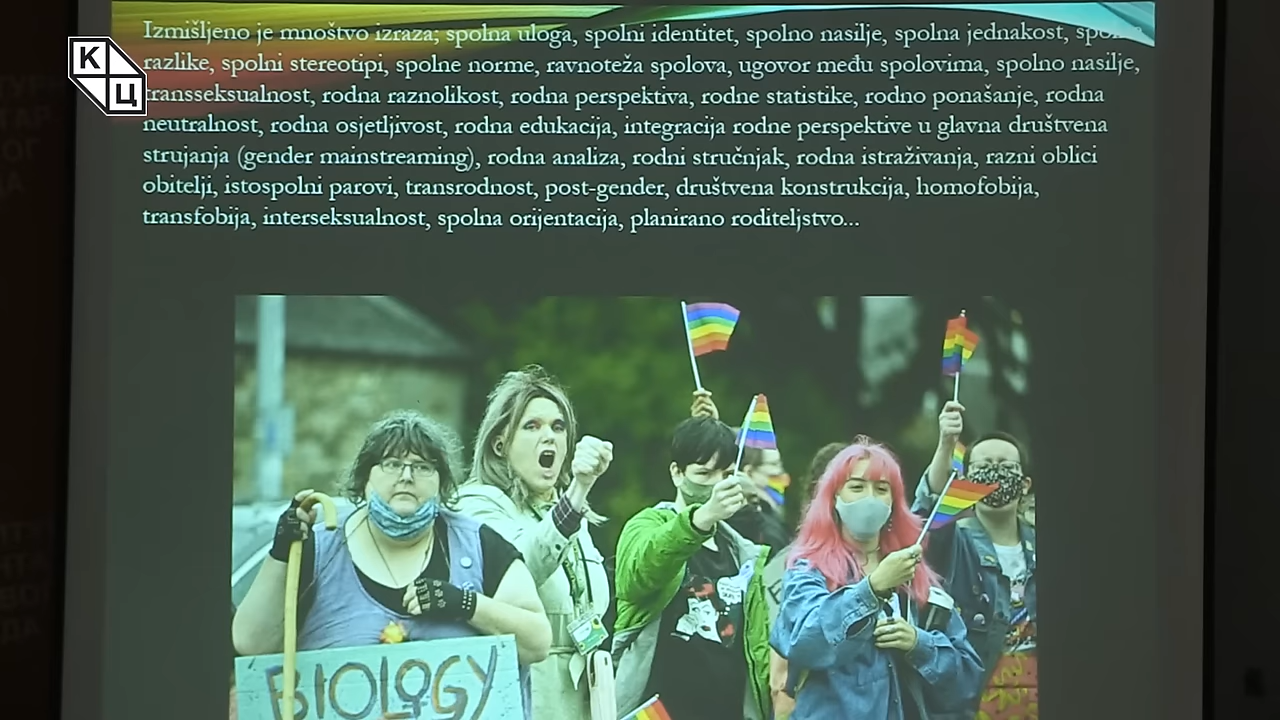 Izmišljeno je mnoštvo izraza; spolna uloga, spolni identitet, spolno nasilje, spolna jednakost, spolne
razlike, spolni stereotipi, spolne norme, ravnoteža spolova, ugovor među spolovima, spolno nasilje,
transseksualnost, rodna raznolikost, rodna perspektiva, rodne statistike, rodno ponašanje, rodna
neutralnost, rodna osjetljivost, rodna edukacija, integracija rodne perspektive u glavna društvena
strujanja (gender mainstreaming), rodna analiza, rodni stručnjak, rodna istraživanja, razni oblici
obitelji, istospolni parovi, transrodnost, post-gender, društvena konstrukcija, homofobija,
transfobija, interseksualnost, spolna orijentacija, planirano roditeljstvo...
К
Ц
BIOLOGY